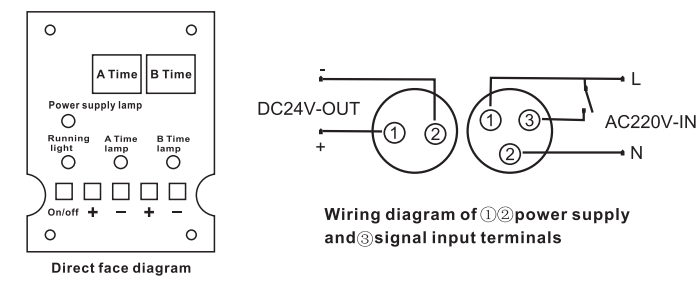 A Time B Time
Power supply lamp
Running light
A Time lamp
B Time lamp
On/off + − + −
Direct face diagram
-
DC24V-OUT
+
① ②
① ③
②
L
AC220V-IN
N
Wiring diagram of ①②power supply
and③signal input terminals